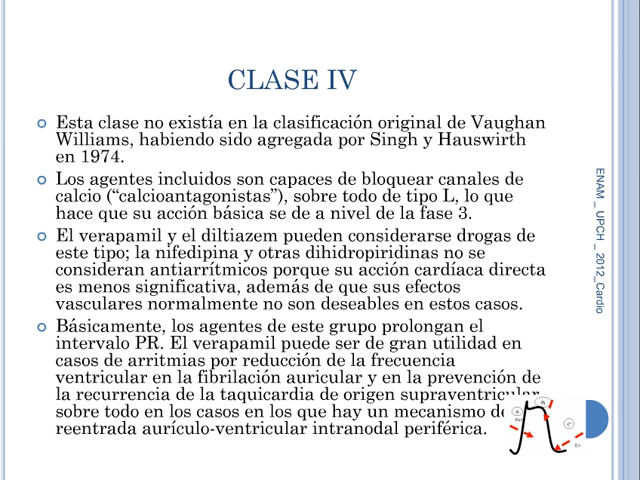 CLASE IV
Esta clase no existía en la clasificación original de Vaughan
Williams, habiendo sido agregada por Singh y Hauswirth
en 1974.
Los agentes incluidos son capaces de bloquear canales de
calcio (“calcioantagonistas”), sobre todo de tipo L, lo que
hace que su acción básica se de a nivel de la fase 3.
El verapamil y el diltiazem pueden considerarse drogas de
este tipo; la nifedipina y otras dihidropiridinas no se
consideran antiarrítmicos porque su acción cardíaca directa
es menos significativa, además de que sus efectos
vasculares normalmente no son deseables en estos casos.
Básicamente, los agentes de este grupo prolongan el
intervalo PR. El verapamil puede ser de gran utilidad en
casos de arritmias por reducción de la frecuencia
ventricular en la fibrilación auricular y en la prevención de
la recurrencia de la taquicardia de origen supraventricular
sobre todo en los casos en los que hay un mecanismo de
reentrada aurículo-ventricular intranodal periférica.
ENAM _ UPCH _ 2012_Cardio
A
B
C